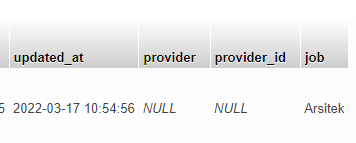 updated_at provider provider_id job
5 2022-03-17 10:54:56 NULL NULL Arsitek